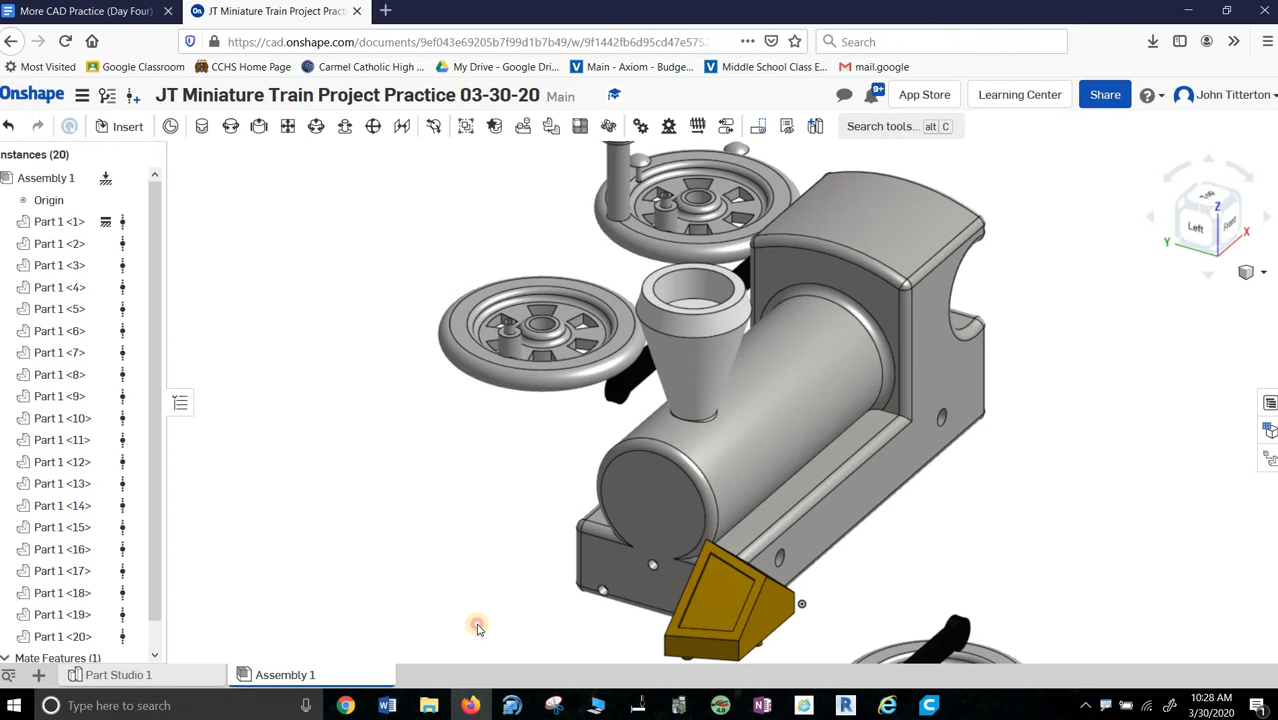 More CAD Practice (Day Four)
JT Miniature Train Project Practi
https://cad.onshape.com/documents/9ef043e69205b7f99d1b7b49/w/9f1442fb6d95cd47e5752
Search
Most Visited
Google Classroom
CCHS Home Page
Carmel Catholic High ...
My Drive - Google Dri...
Main - Axiom - Budge...
Middle School Class E...
mail.google
Onshape
JT Miniature Train Project Practice 03-30-20
Main
9+
App Store
Learning Center
Share
John Titterton
Insert
Search tools...
alt
C
nstances (20)
Assembly 1
Origin
Part 1 <1>
Part 1 <2>
Part 1 <3>
Part 1 <4>
Part 1 <5>
Part 1 <6>
Part 1 <7>
Part 1 <8>
Part 1 <9>
Part 1 <10>
Part 1 <11>
Part 1 <12>
Part 1 <13>
Part 1 <14>
Part 1 <15>
Part 1 <16>
Part 1 <17>
Part 1 <18>
Part 1 <19>
Part 1 <20>
Mate Features (1)
Top
Left
Front
Z
Y
X
Part Studio 1
Assembly 1
Type here to search
10:28 AM
3/30/2020